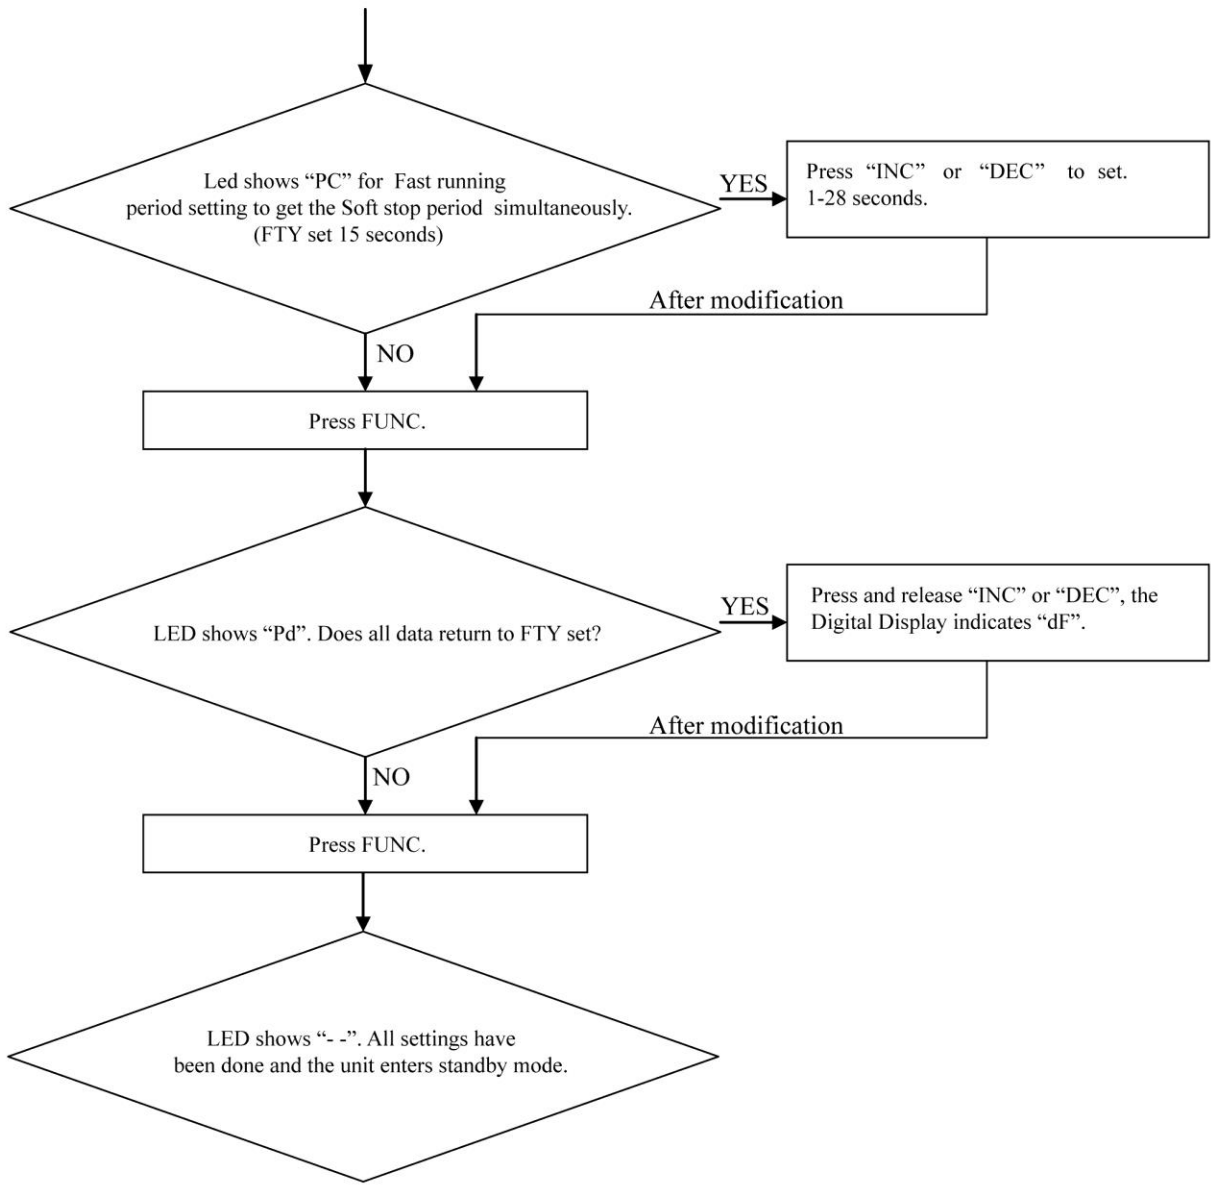 Led shows “PC” for Fast running
period setting to get the Soft stop period simultaneously.
(FTY set 15 seconds)
YES
Press “INC” or “DEC” to set.
1-28 seconds.
After modification
NO
Press FUNC.
LED shows “Pd”. Does all data return to FTY set?
YES
Press and release “INC” or “DEC”, the
Digital Display indicates “dF”.
After modification
NO
Press FUNC.
LED shows “- -”. All settings have
been done and the unit enters standby mode.